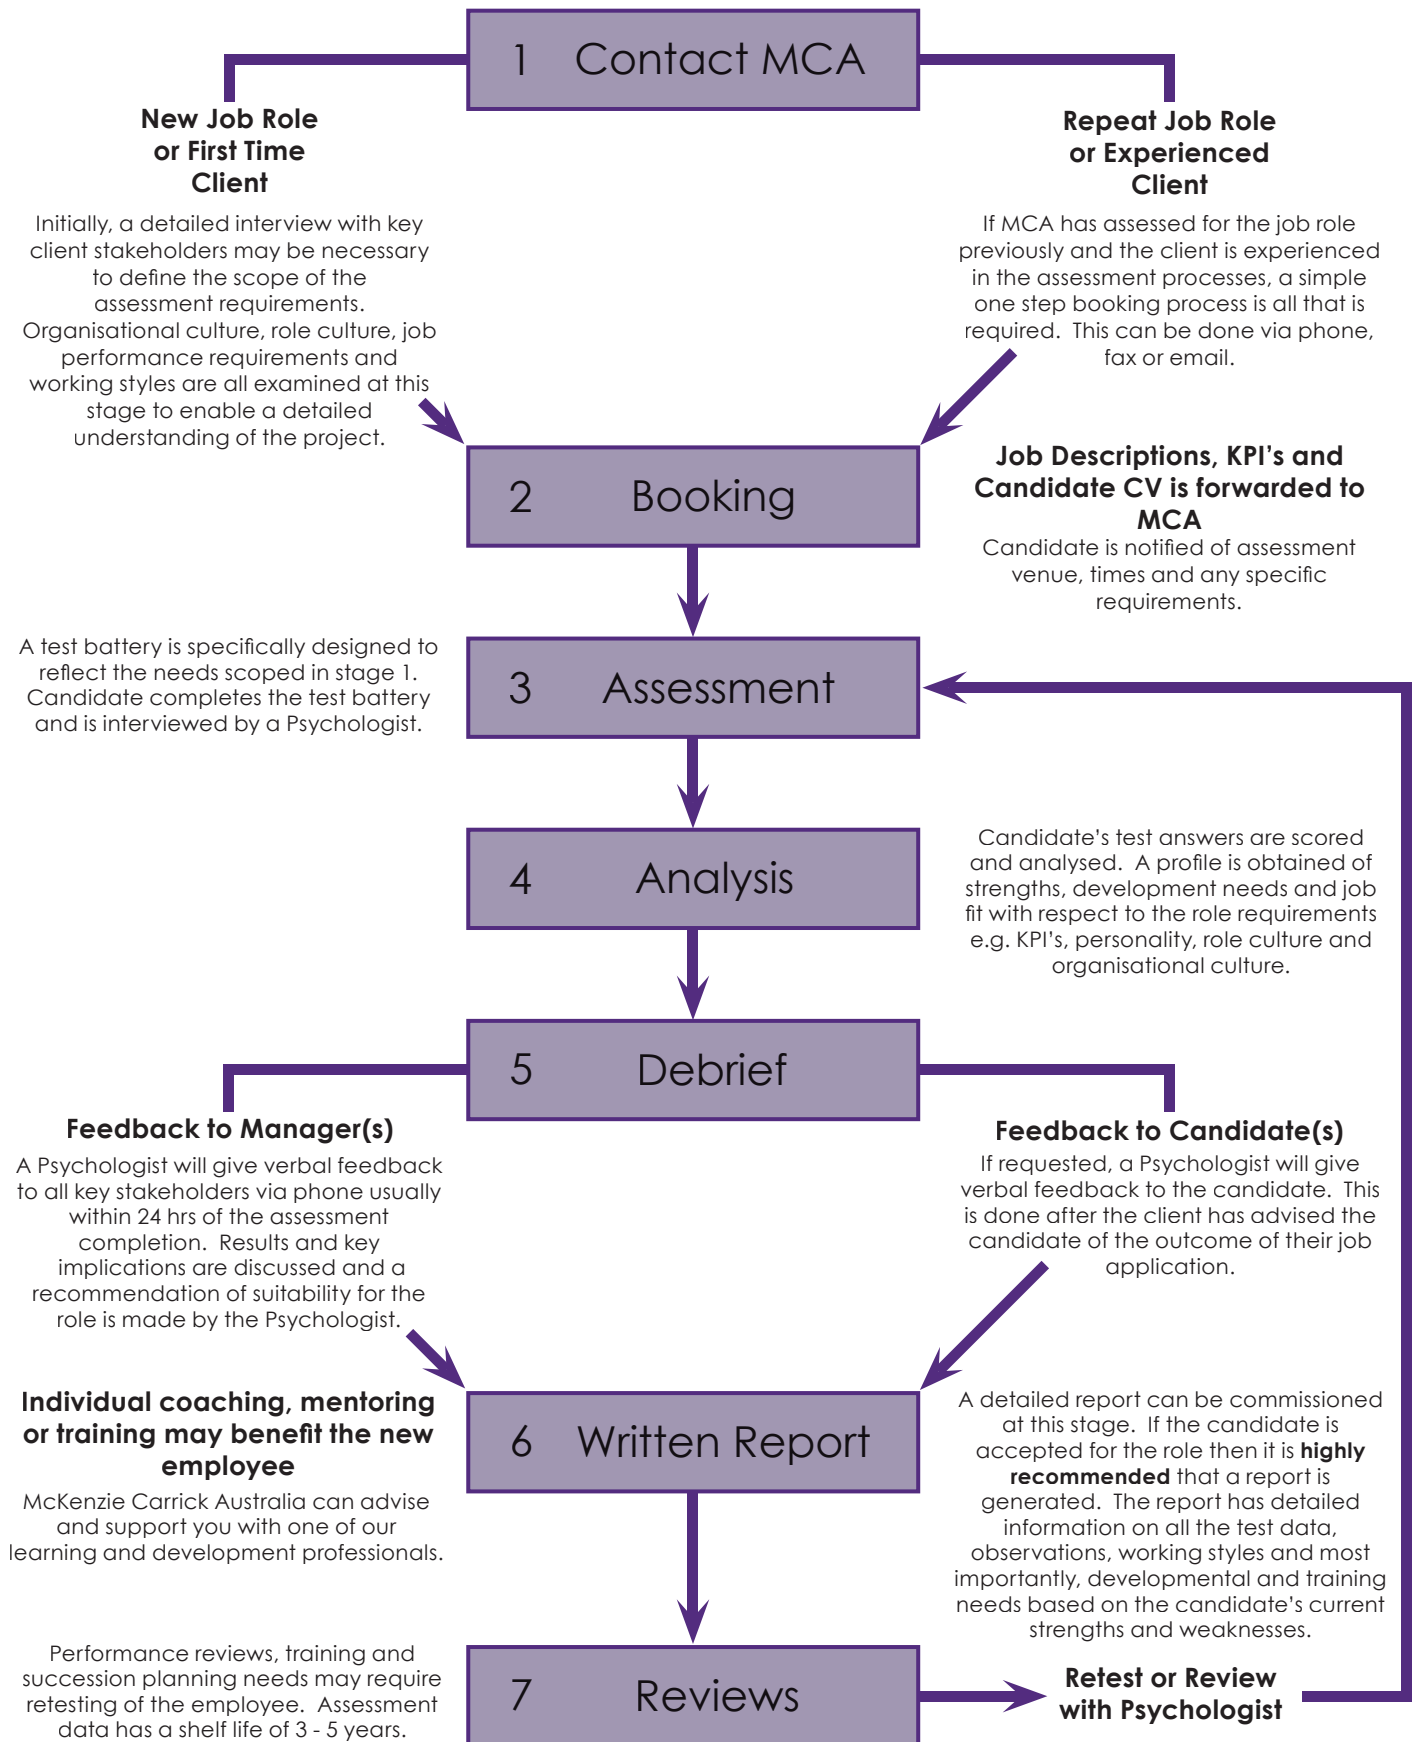 1 Contact MCA
New Job Role
or First Time
Client
Initially, a detailed interview with key
client stakeholders may be necessary
to define the scope of the
assessment requirements.
Organisational culture, role culture, job
performance requirements and
working styles are all examined at this
stage to enable a detailed
understanding of the project.
Repeat Job Role
or Experienced
Client
If MCA has assessed for the job role
previously and the client is experienced
in the assessment processes, a simple
one step booking process is all that is
required.  This can be done via phone,
fax or email.
2 Booking
Job Descriptions, KPI's and
Candidate CV is forwarded to
MCA
Candidate is notified of assessment
venue, times and any specific
requirements.
A test battery is specifically designed to
reflect the needs scoped in stage 1.
Candidate completes the test battery
and is interviewed by a Psychologist.
3 Assessment
4 Analysis
Candidate's test answers are scored
and analysed.  A profile is obtained of
strengths, development needs and job
fit with respect to the role requirements
e.g. KPI's, personality, role culture and
organisational culture.
5 Debrief
Feedback to Manager(s)
A Psychologist will give verbal feedback
to all key stakeholders via phone usually
within 24 hrs of the assessment
completion.  Results and key
implications are discussed and a
recommendation of suitability for the
role is made by the Psychologist.
Feedback to Candidate(s)
If requested, a Psychologist will give
verbal feedback to the candidate.  This
is done after the client has advised the
candidate of the outcome of their job
application.
Individual coaching, mentoring
or training may benefit the new
employee
McKenzie Carrick Australia can advise
and support you with one of our
learning and development professionals.
6 Written Report
A detailed report can be commissioned
at this stage.  If the candidate is
accepted for the role then it is highly
recommended that a report is
generated.  The report has detailed
information on all the test data,
observations, working styles and most
importantly, developmental and training
needs based on the candidate's current
strengths and weaknesses.
Performance reviews, training and
succession planning needs may require
retesting of the employee.  Assessment
data has a shelf life of 3 - 5 years.
7 Reviews
Retest or Review
with Psychologist